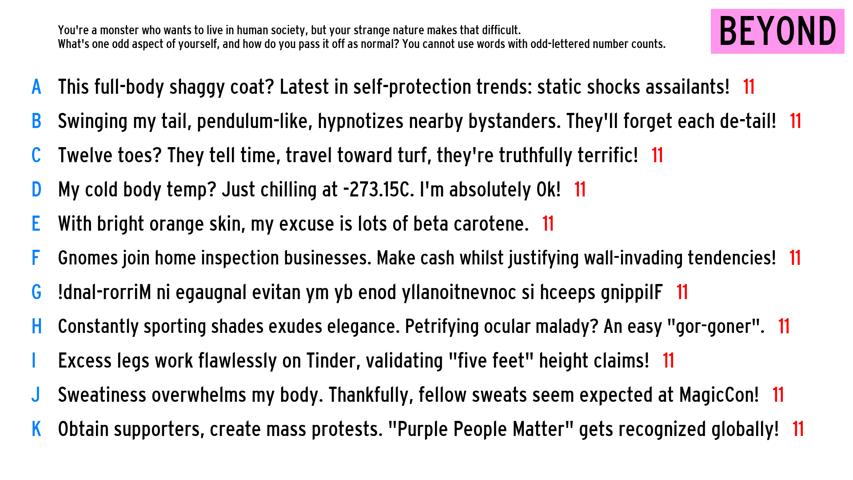 You're a monster who wants to live in human society, but your strange nature makes that difficult.
What's one odd aspect of yourself, and how do you pass it off as normal? You cannot use words with odd-lettered number counts.
BEYOND
A This full-body shaggy coat? Latest in self-protection trends: static shocks assailants! 11
B Swinging my tail, pendulum-like, hypnotizes nearby bystanders. They'll forget each de-tail! 11
C Twelve toes? They tell time, travel toward turf, they're truthfully terrific! 11
D My cold body temp? Just chilling at -273.15C. I'm absolutely 0k! 11
E With bright orange skin, my excuse is lots of beta carotene. 11
F Gnomes join home inspection businesses. Make cash whilst justifying wall-invading tendencies! 11
G !dnal-rorriM ni egaugnal evitan ym yb enod yllanoitnevnoc si hceeps gnippilF 11
H Constantly sporting shades exudes elegance. Petrifying ocular malady? An easy "gor-goner". 11
I Excess legs work flawlessly on Tinder, validating "five feet" height claims! 11
J Sweatiness overwhelms my body. Thankfully, fellow sweats seem expected at MagicCon! 11
K Obtain supporters, create mass protests. "Purple People Matter" gets recognized globally! 11